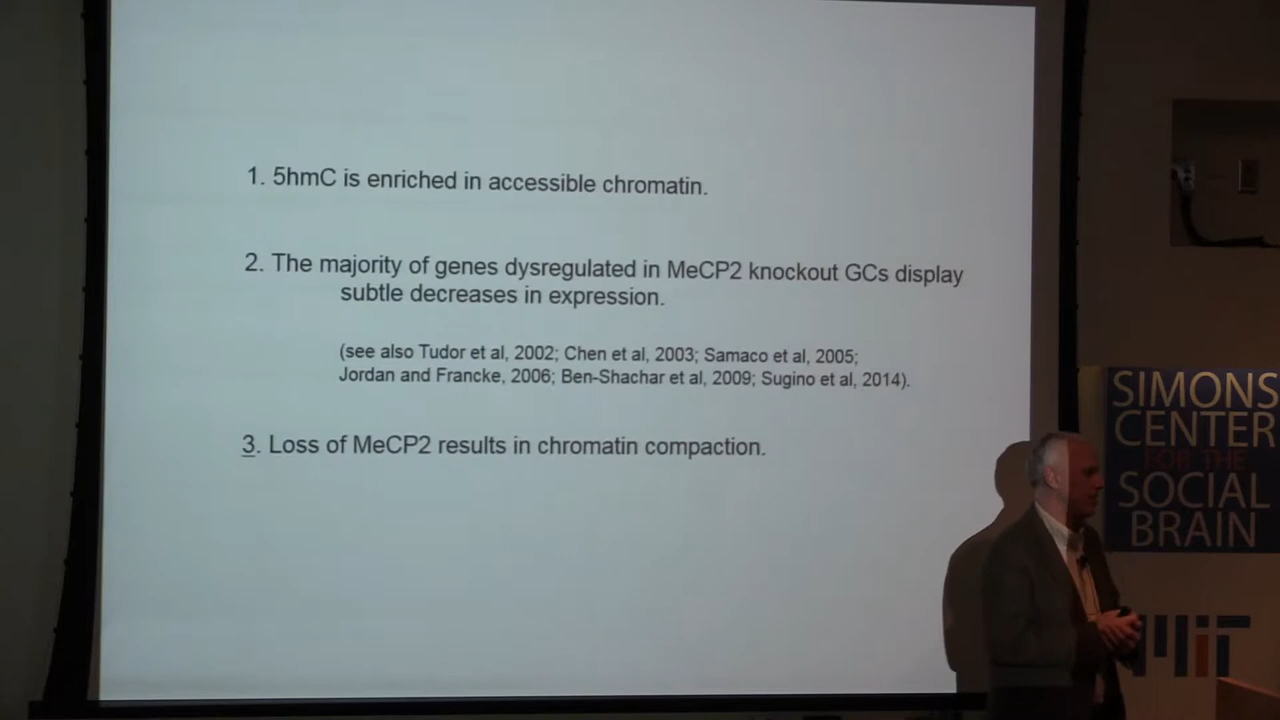 1. 5hmC is enriched in accessible chromatin.
2. The majority of genes dysregulated in MeCP2 knockout GCs display
subtle decreases in expression.
(see also Tudor et al, 2002; Chen et al, 2003; Samaco et al, 2005;
Jordan and Francke, 2006; Ben-Shachar et al, 2009; Sugino et al, 2014).
3. Loss of MeCP2 results in chromatin compaction.
SIMONS
CENTER
FOR THE
SOCIAL
BRAIN
MiT